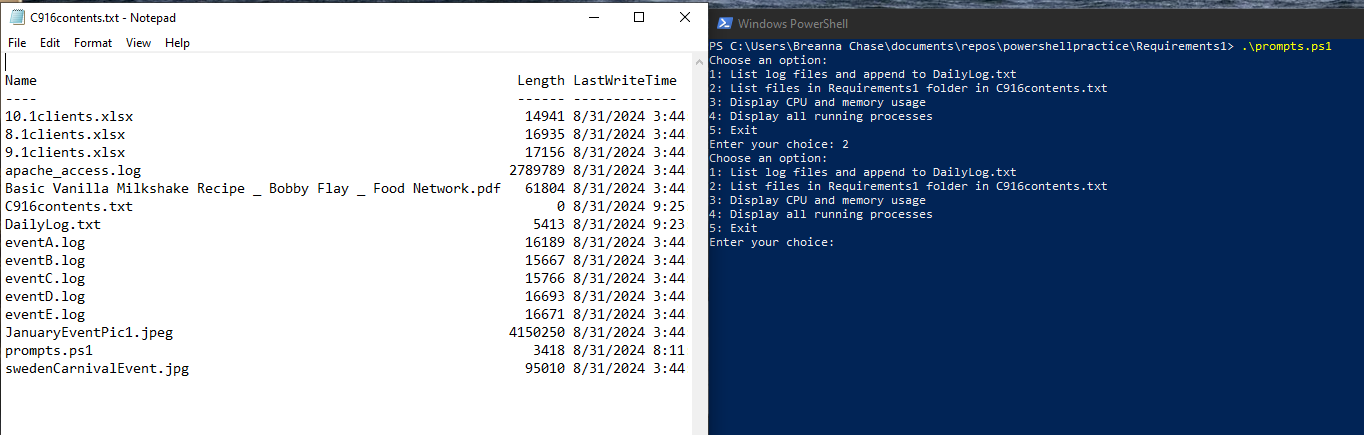 C916contents.txt - Notepad
File Edit Format View Help
Name Length LastWriteTime
---- ------ -------------
10.1clients.xlsx 14941 8/31/2024 3:44
8.1clients.xlsx 16935 8/31/2024 3:44
9.1clients.xlsx 17156 8/31/2024 3:44
apache_access.log 2789789 8/31/2024 3:44
Basic Vanilla Milkshake Recipe _ Bobby Flay _ Food Network.pdf 61804 8/31/2024 3:44
C916contents.txt 0 8/31/2024 9:25
DailyLog.txt 5413 8/31/2024 9:23
eventA.log 16189 8/31/2024 3:44
eventB.log 15667 8/31/2024 3:44
eventC.log 15766 8/31/2024 3:44
eventD.log 16693 8/31/2024 3:44
eventE.log 16671 8/31/2024 3:44
JanuaryEventPic1.jpeg 4150250 8/31/2024 3:44
prompts.ps1 3418 8/31/2024 8:11
swedenCarnivalEvent.jpg 95010 8/31/2024 3:44
Windows PowerShell
PS C:\Users\Breanna Chase\documents\repos\powershellpractice\Requirements1> .\prompts.ps1
Choose an option:
1: List log files and append to DailyLog.txt
2: List files in Requirements1 folder in C916contents.txt
3: Display CPU and memory usage
4: Display all running processes
5: Exit
Enter your choice: 2
Choose an option:
1: List log files and append to DailyLog.txt
2: List files in Requirements1 folder in C916contents.txt
3: Display CPU and memory usage
4: Display all running processes
5: Exit
Enter your choice: